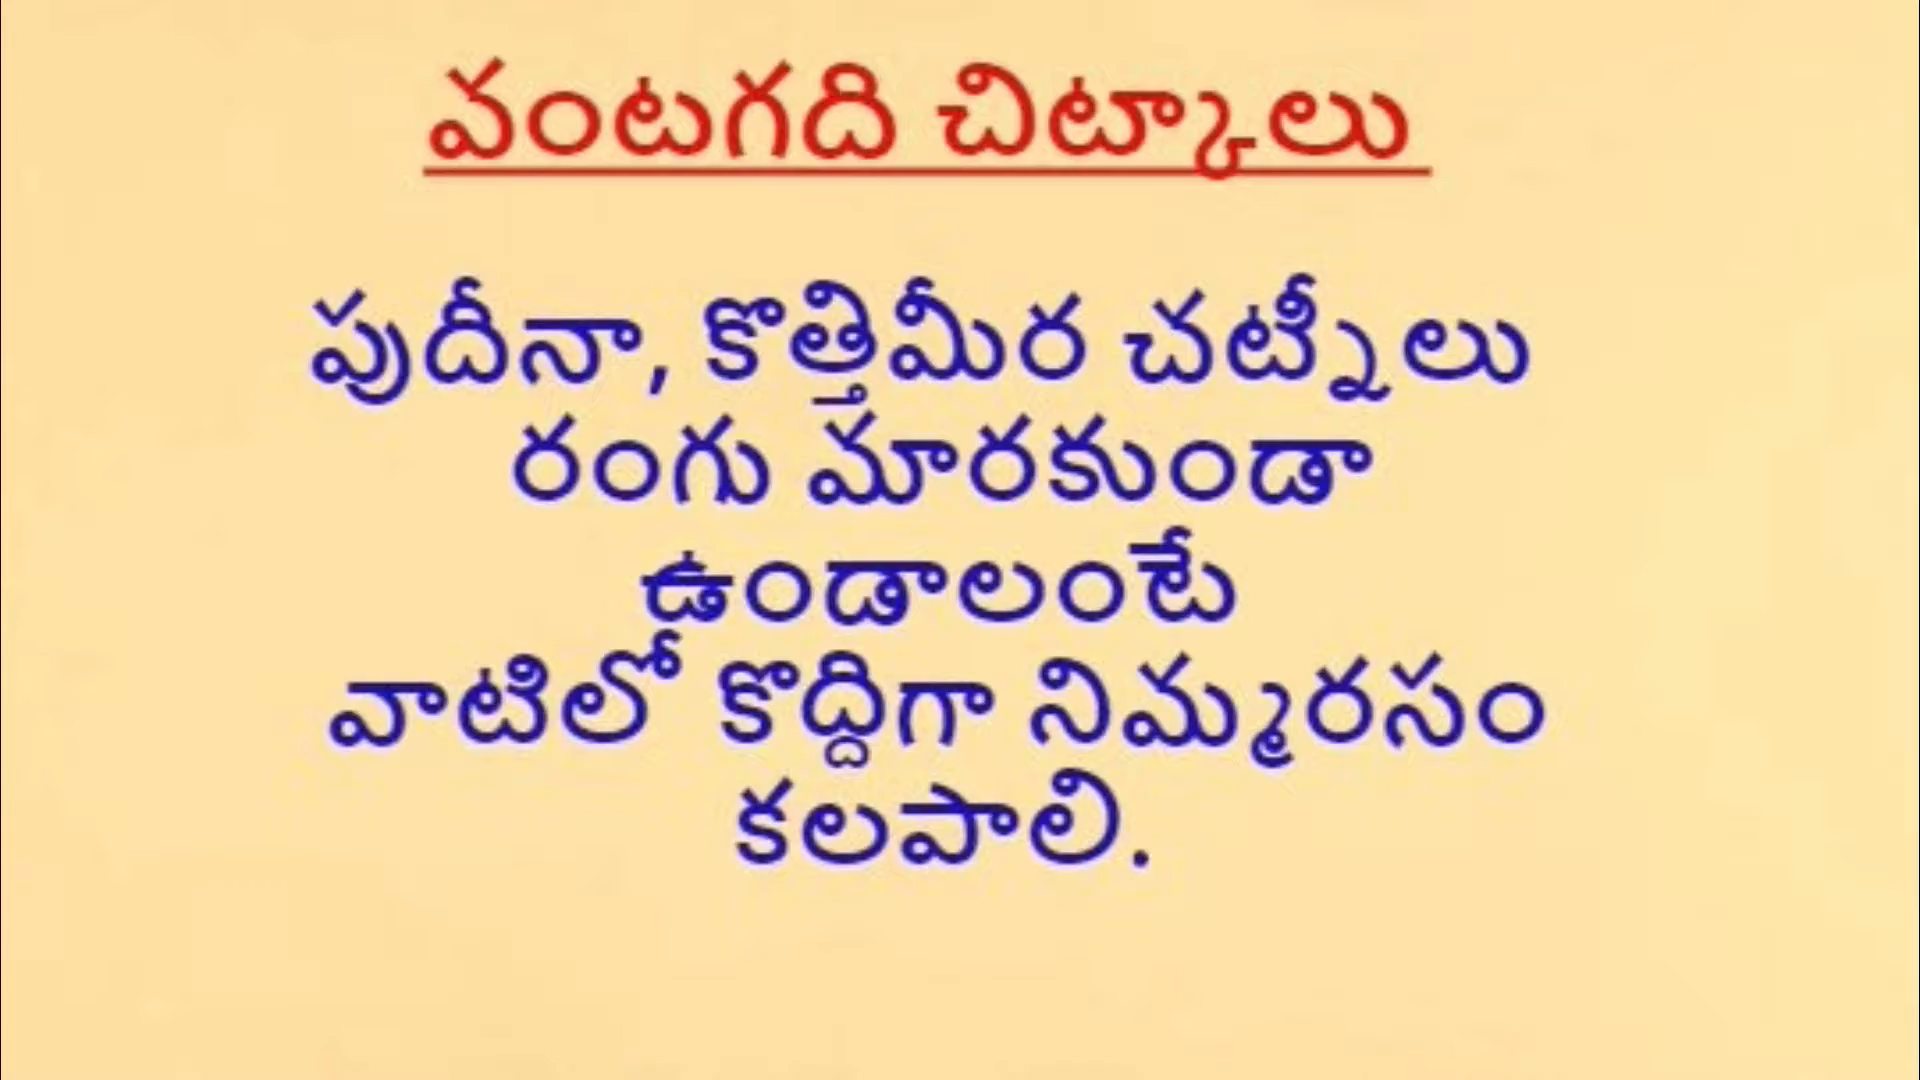 వంటగది చిట్కాలు
పుదీనా, కొత్తిమీర చట్నీలు
రంగు మారకుండా
ఉండాలంటే
వాటిలో కొద్దిగా నిమ్మరసం
కలపాలి.